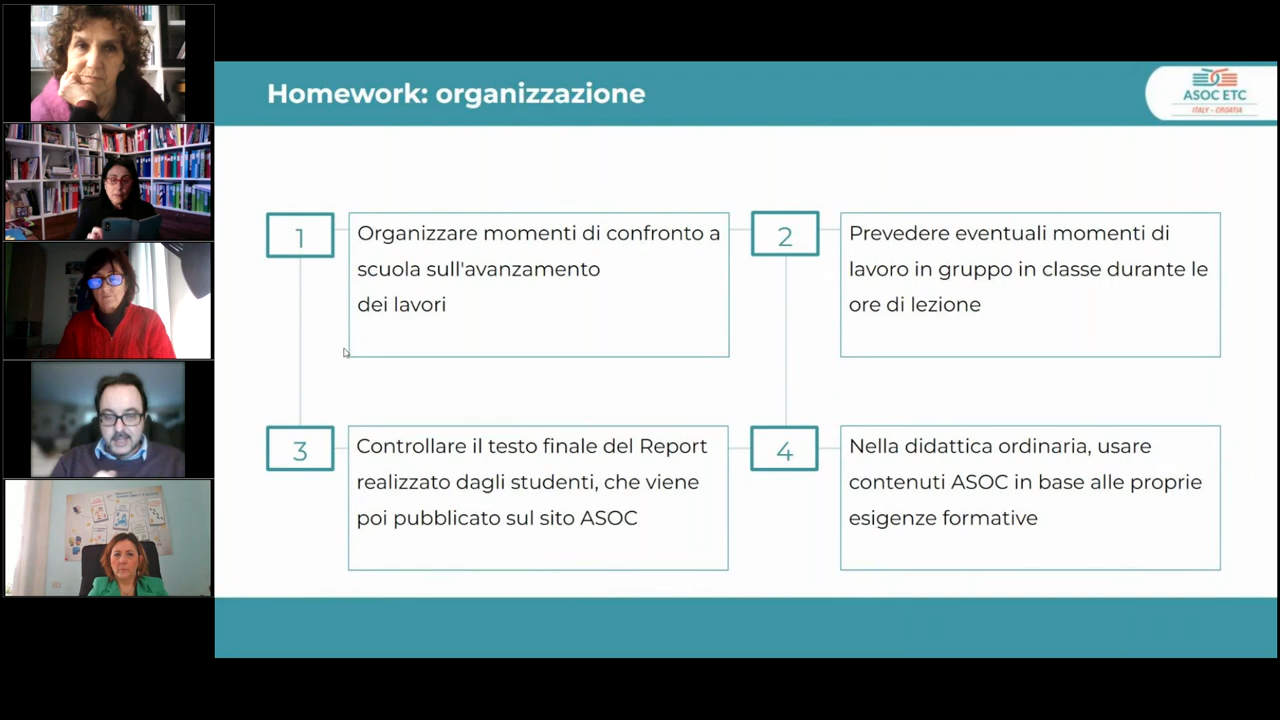 Homework: organizzazione
ASOC ETC
ITALY - CROATIA
1
Organizzare momenti di confronto a
scuola sull'avanzamento
dei lavori
2
Prevedere eventuali momenti di
lavoro in gruppo in classe durante le
ore di lezione
3
Controllare il testo finale del Report
realizzato dagli studenti, che viene
poi pubblicato sul sito ASOC
4
Nella didattica ordinaria, usare
contenuti ASOC in base alle proprie
esigenze formative